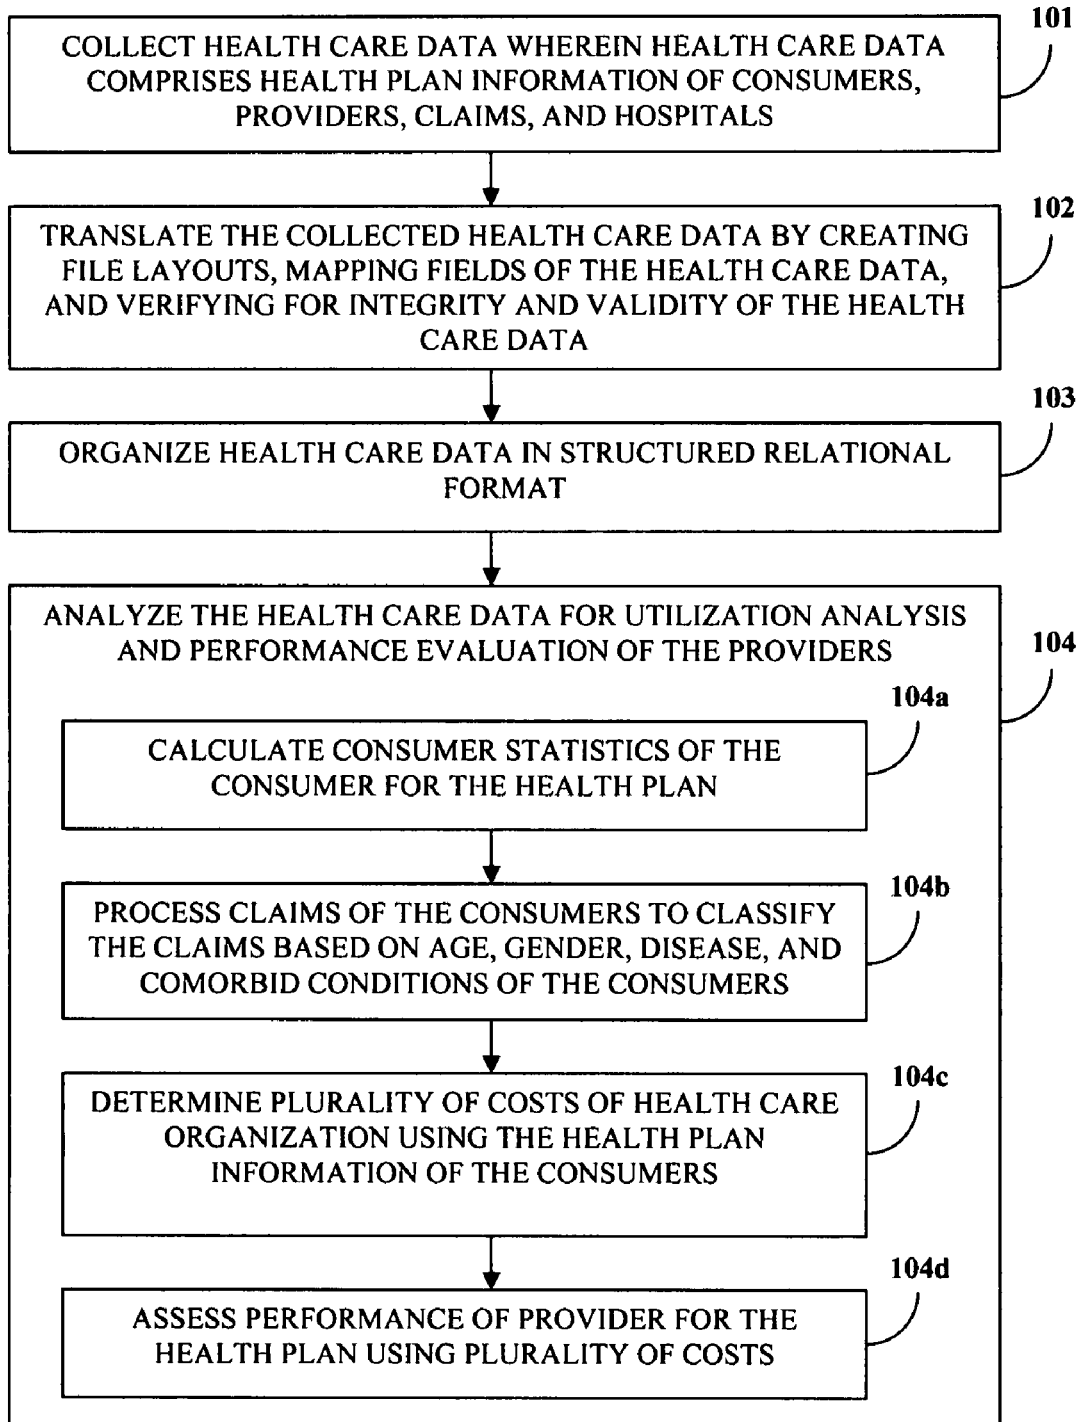 101
COLLECT HEALTH CARE DATA WHEREIN HEALTH CARE DATA
COMPRISES HEALTH PLAN INFORMATION OF CONSUMERS,
PROVIDERS, CLAIMS, AND HOSPITALS
102
TRANSLATE THE COLLECTED HEALTH CARE DATA BY CREATING
FILE LAYOUTS, MAPPING FIELDS OF THE HEALTH CARE DATA,
AND VERIFYING FOR INTEGRITY AND VALIDITY OF THE HEALTH
CARE DATA
103
ORGANIZE HEALTH CARE DATA IN STRUCTURED RELATIONAL
FORMAT
ANALYZE THE HEALTH CARE DATA FOR UTILIZATION ANALYSIS
AND PERFORMANCE EVALUATION OF THE PROVIDERS
104
104a
CALCULATE CONSUMER STATISTICS OF THE
CONSUMER FOR THE HEALTH PLAN
104b
PROCESS CLAIMS OF THE CONSUMERS TO CLASSIFY
THE CLAIMS BASED ON AGE, GENDER, DISEASE, AND
COMORBID CONDITIONS OF THE CONSUMERS
104c
DETERMINE PLURALITY OF COSTS OF HEALTH CARE
ORGANIZATION USING THE HEALTH PLAN
INFORMATION OF THE CONSUMERS
104d
ASSESS PERFORMANCE OF PROVIDER FOR THE
HEALTH PLAN USING PLURALITY OF COSTS